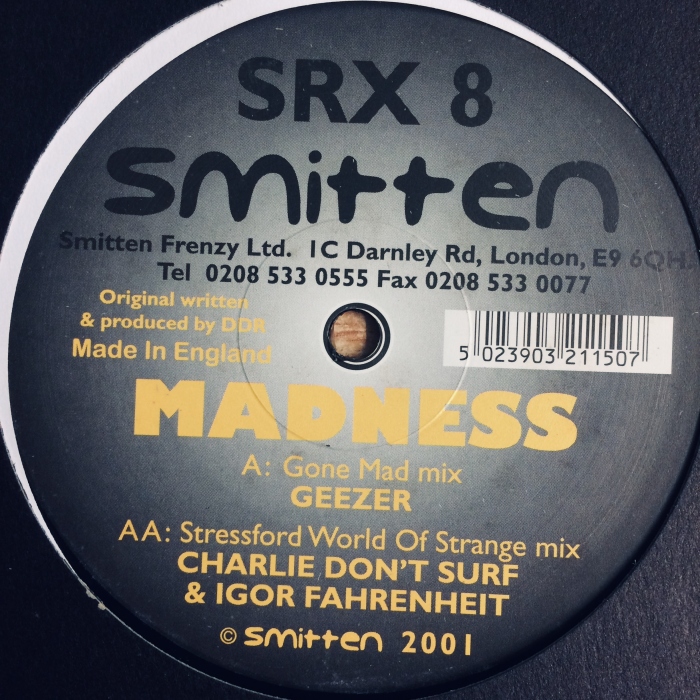 SRX 8
smitten
Smitten Frenzy Ltd. 1C Darnley Rd, London, E9 6QH.
Tel 0208 533 0555 Fax 0208 533 0077
Original written
& produced by DDR
Made In England
5 023903 211507
MADNESS
A: Gone Mad mix
GEEZER
AA: Stressford World Of Strange mix
CHARLIE DON'T SURF
& IGOR FAHRENHEIT
© smitten 2001